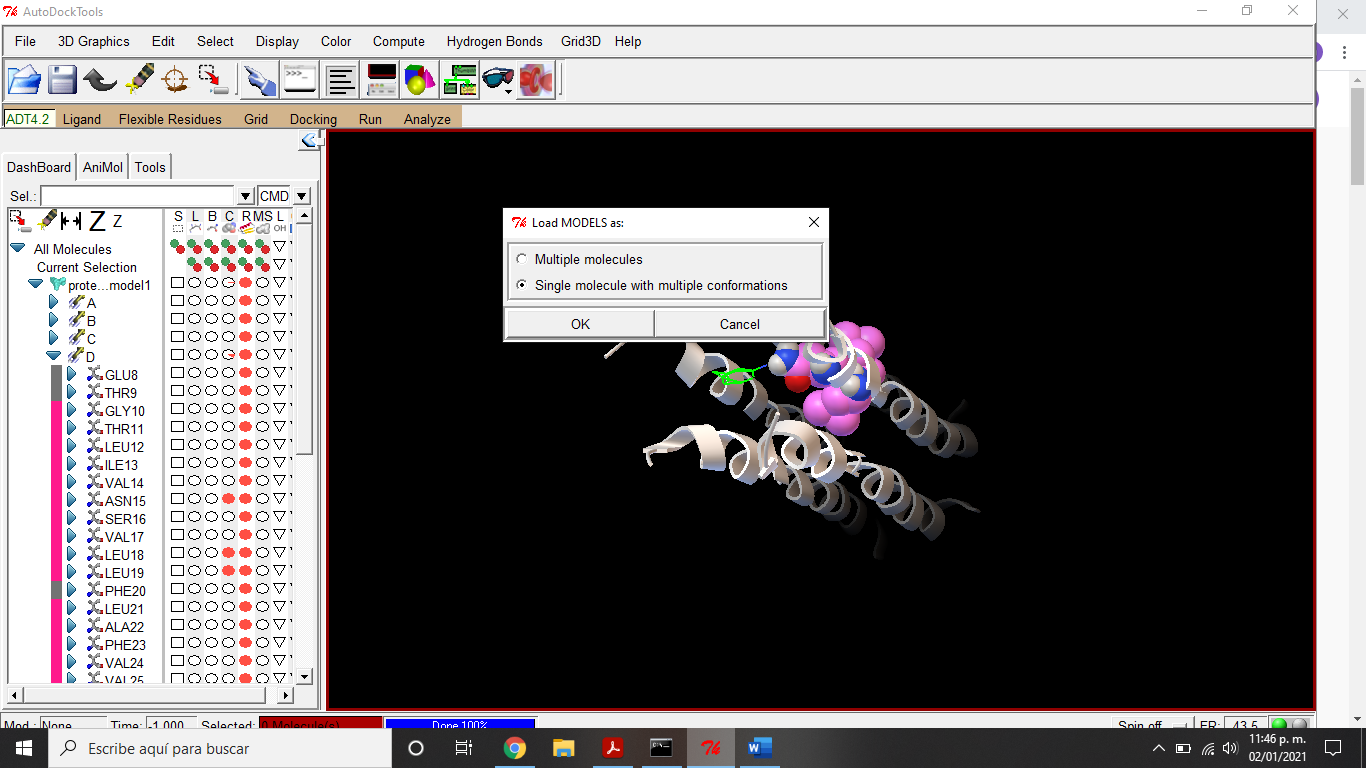 AutoDockTools
File 3D Graphics Edit Select Display Color Compute Hydrogen Bonds Grid3D Help
ADT4.2 Ligand Flexible Residues Grid Docking Run Analyze
DashBoard AniMol Tools
Sel.: CMD
Z Z S L B C R MS L
OH
All Molecules
Current Selection
prote...model1
A
B
C
D
GLU8
THR9
GLY10
THR11
LEU12
ILE13
VAL14
ASN15
SER16
VAL17
LEU18
LEU19
PHE20
LEU21
ALA22
PHE23
VAL24
VAL25
Load MODELS as:
Multiple molecules
Single molecule with multiple conformations
OK Cancel
Mod.: None Time: -1.000 Selected: 0 Molecule(s) Done 100% Spin off FR: 43.5
Escribe aquí para buscar
11:46 p. m.
02/01/2021